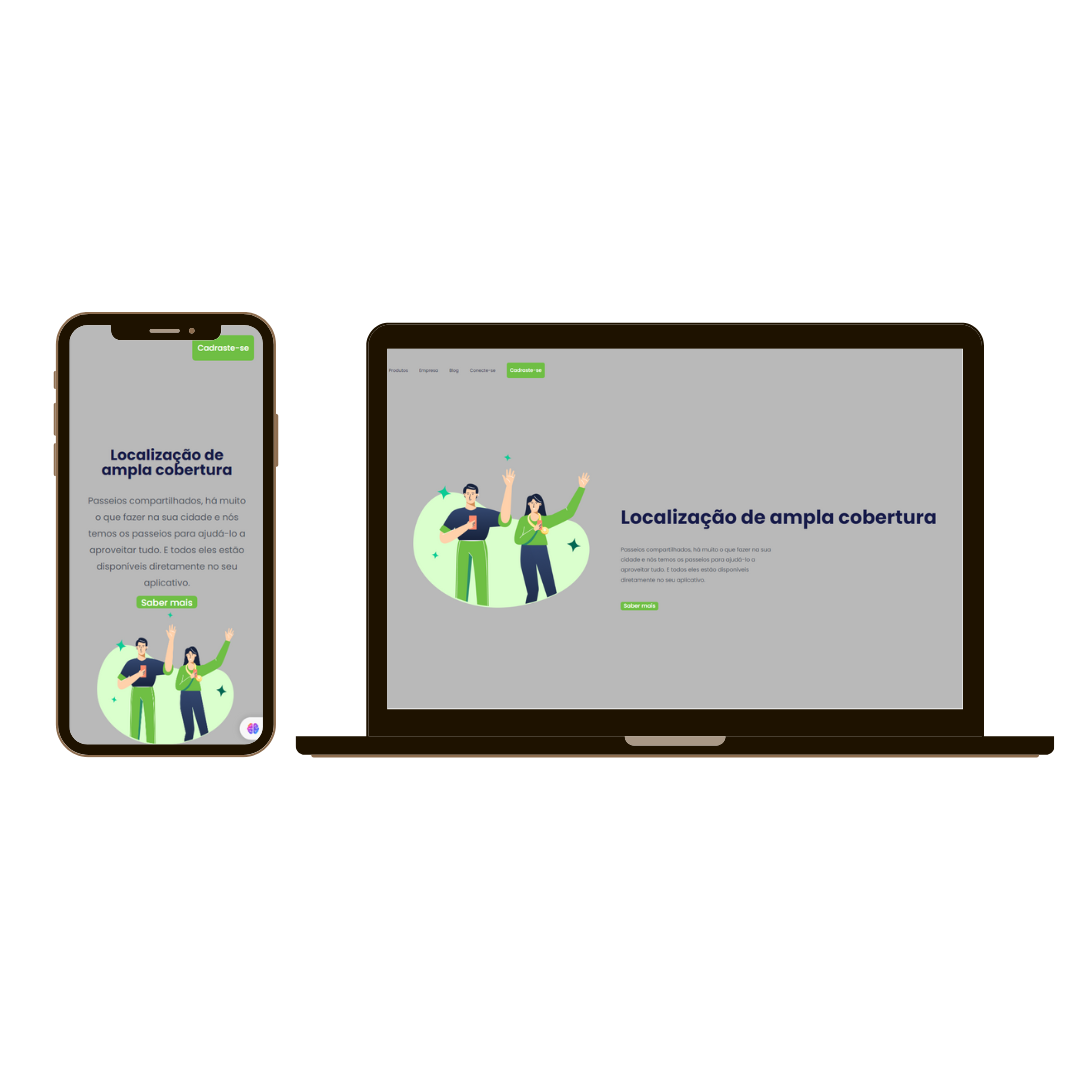 Cadraste-se
Localização de
ampla cobertura
Passeios compartilhados, há muito
o que fazer na sua cidade e nós
temos os passeios para ajudá-lo a
aproveitar tudo. E todos eles estão
disponíveis diretamente no seu
aplicativo.
Saber mais
Produtos Empresa Blog Conecte-se Cadraste-se
Localização de ampla cobertura
Passeios compartilhados, há muito o que fazer na sua
cidade e nós temos os passeios para ajudá-lo a
aproveitar tudo. E todos eles estão disponíveis
diretamente no seu aplicativo.
Saber mais